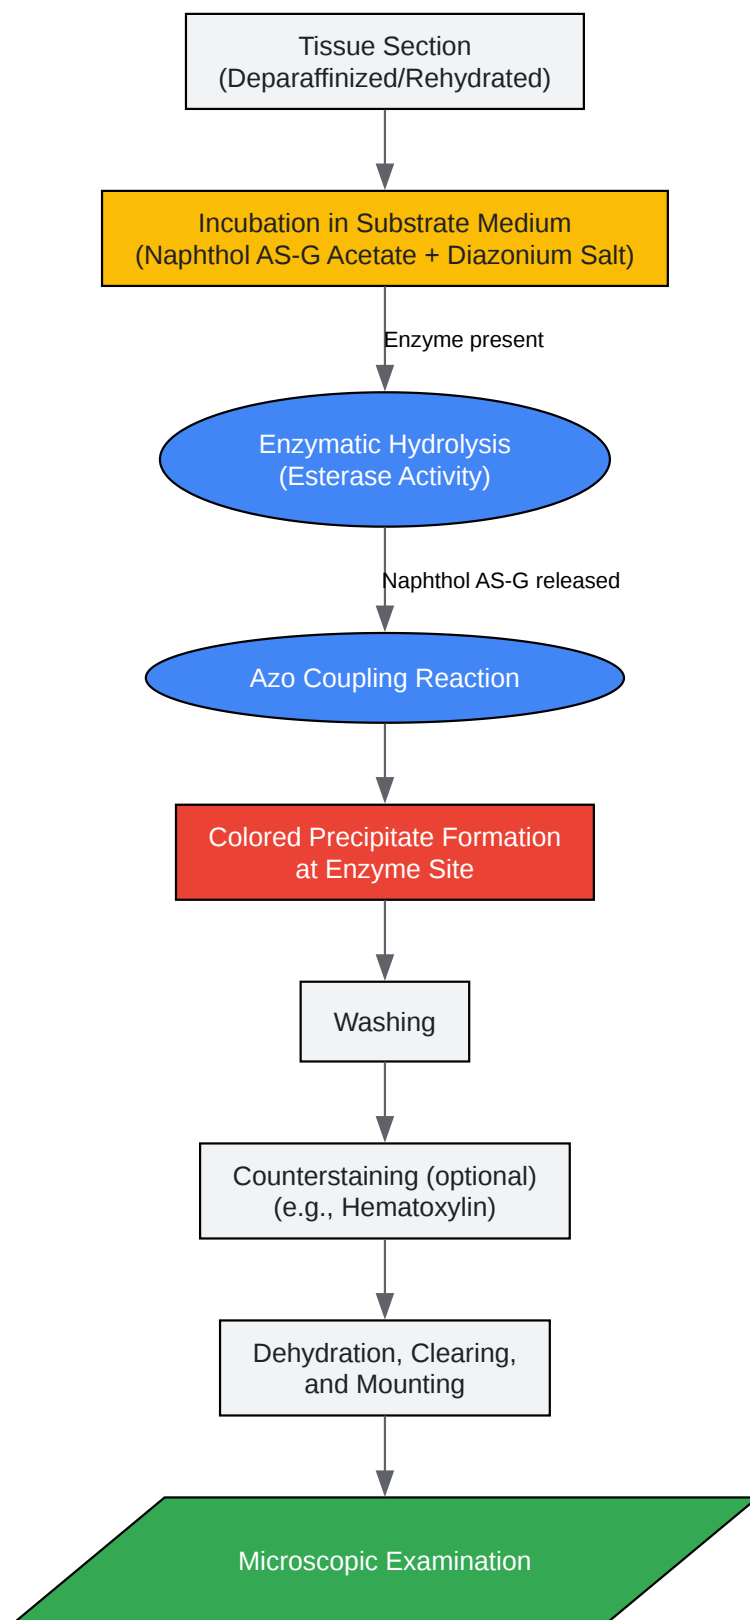 Tissue Section
(Deparaffinized/Rehydrated)
Incubation in Substrate Medium
(Naphthol AS-G Acetate + Diazonium Salt)
Enzyme present
Enzymatic Hydrolysis
(Esterase Activity)
Naphthol AS-G released
Azo Coupling Reaction
Colored Precipitate Formation
at Enzyme Site
Washing
Counterstaining (optional)
(e.g., Hematoxylin)
Dehydration, Clearing,
and Mounting
Microscopic Examination